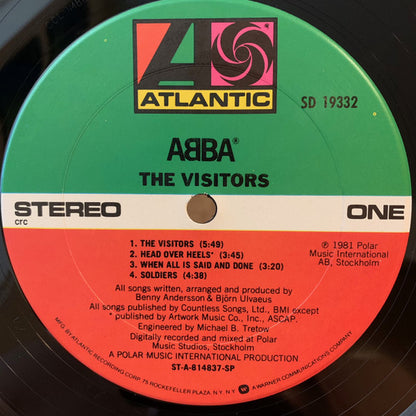 ATLANTIC
SD 19332
ABBA®
THE VISITORS
STEREO
ONE
crc
1. THE VISITORS (5:49)
2. HEAD OVER HEELS* (3:45)
3. WHEN ALL IS SAID AND DONE (3:20)
4. SOLDIERS (4:38)
℗ 1981 Polar
Music International
AB, Stockholm
All songs written, arranged and produced by
Benny Andersson & Björn Ulvaeus
All songs published by Countless Songs, Ltd., BMI except
* published by Artwork Music Co., Inc., ASCAP.
Engineered by Michael B. Tretow
Digitally recorded and mixed at Polar
Music Studios, Stockholm
ST-A-814837-SP
A POLAR MUSIC INTERNATIONAL PRODUCTION
MFG. BY ATLANTIC RECORDING CORP. 75 ROCKEFELLER PLAZA, N.Y. N.Y. A WARNER COMMUNICATIONS CO.